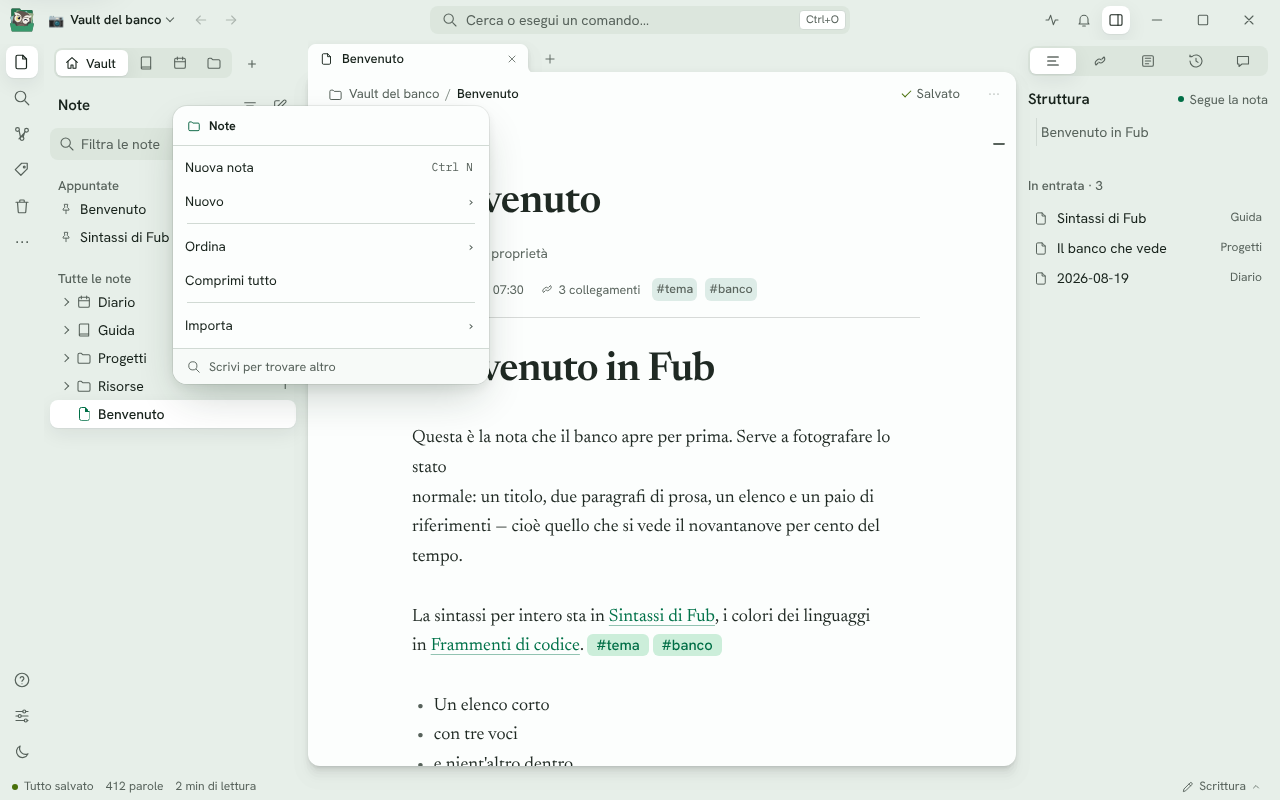 Vault del banco
Cerca o esegui un comando…
Ctrl+O
Vault
Benvenuto
Note
Vault del banco / Benvenuto
Salvato
Struttura
Segue la nota
Benvenuto in Fub
Filtra le note
Note
Nuova nota
Ctrl N
Nuovo
Ordina
Comprimi tutto
Importa
Scrivi per trovare altro
Appuntate
Benvenuto
Sintassi di Fub
Tutte le note
Diario
Guida
Progetti
Risorse
Benvenuto
venuto
proprietà
07:30
3 collegamenti
#tema
#banco
venuto in Fub
Questa è la nota che il banco apre per prima. Serve a fotografare lo
stato
normale: un titolo, due paragrafi di prosa, un elenco e un paio di
riferimenti — cioè quello che si vede il novantanove per cento del
tempo.
La sintassi per intero sta in Sintassi di Fub, i colori dei linguaggi
in Frammenti di codice. #tema #banco
Un elenco corto
con tre voci
e nient'altro dentro
In entrata · 3
Sintassi di Fub
Guida
Il banco che vede
Progetti
2026-08-19
Diario
Tutto salvato
412 parole
2 min di lettura
Scrittura